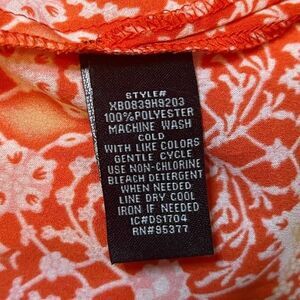 STYLE#
XB0839H9203
100%POLYESTER
MACHINE WASH
COLD
WITH LIKE COLORS
GENTLE CYCLE
USE NON-CHLORINE
BLEACH DETERGENT
WHEN NEEDED
LINE DRY COOL
IRON IF NEEDED
IC#DS1704
RN#95377